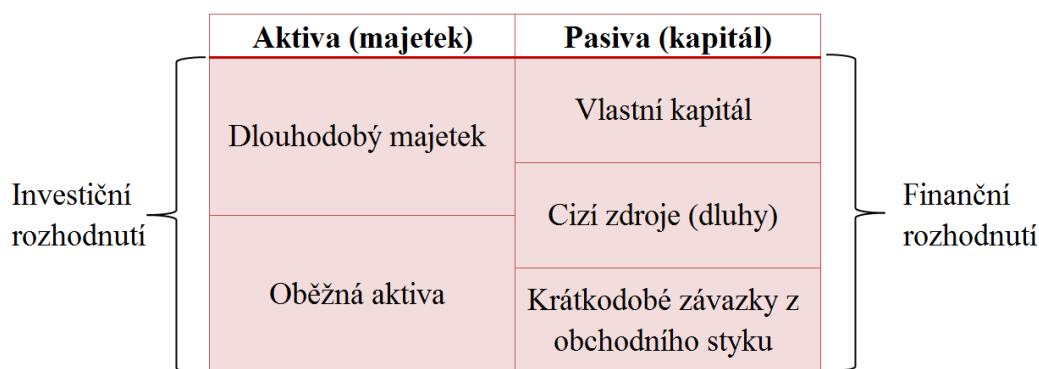 Aktiva (majetek)
Pasiva (kapitál)
Dlouhodobý majetek
Vlastní kapitál
Investiční
rozhodnutí
Cizí zdroje (dluhy)
Finanční
rozhodnutí
Oběžná aktiva
Krátkodobé závazky z
obchodního styku